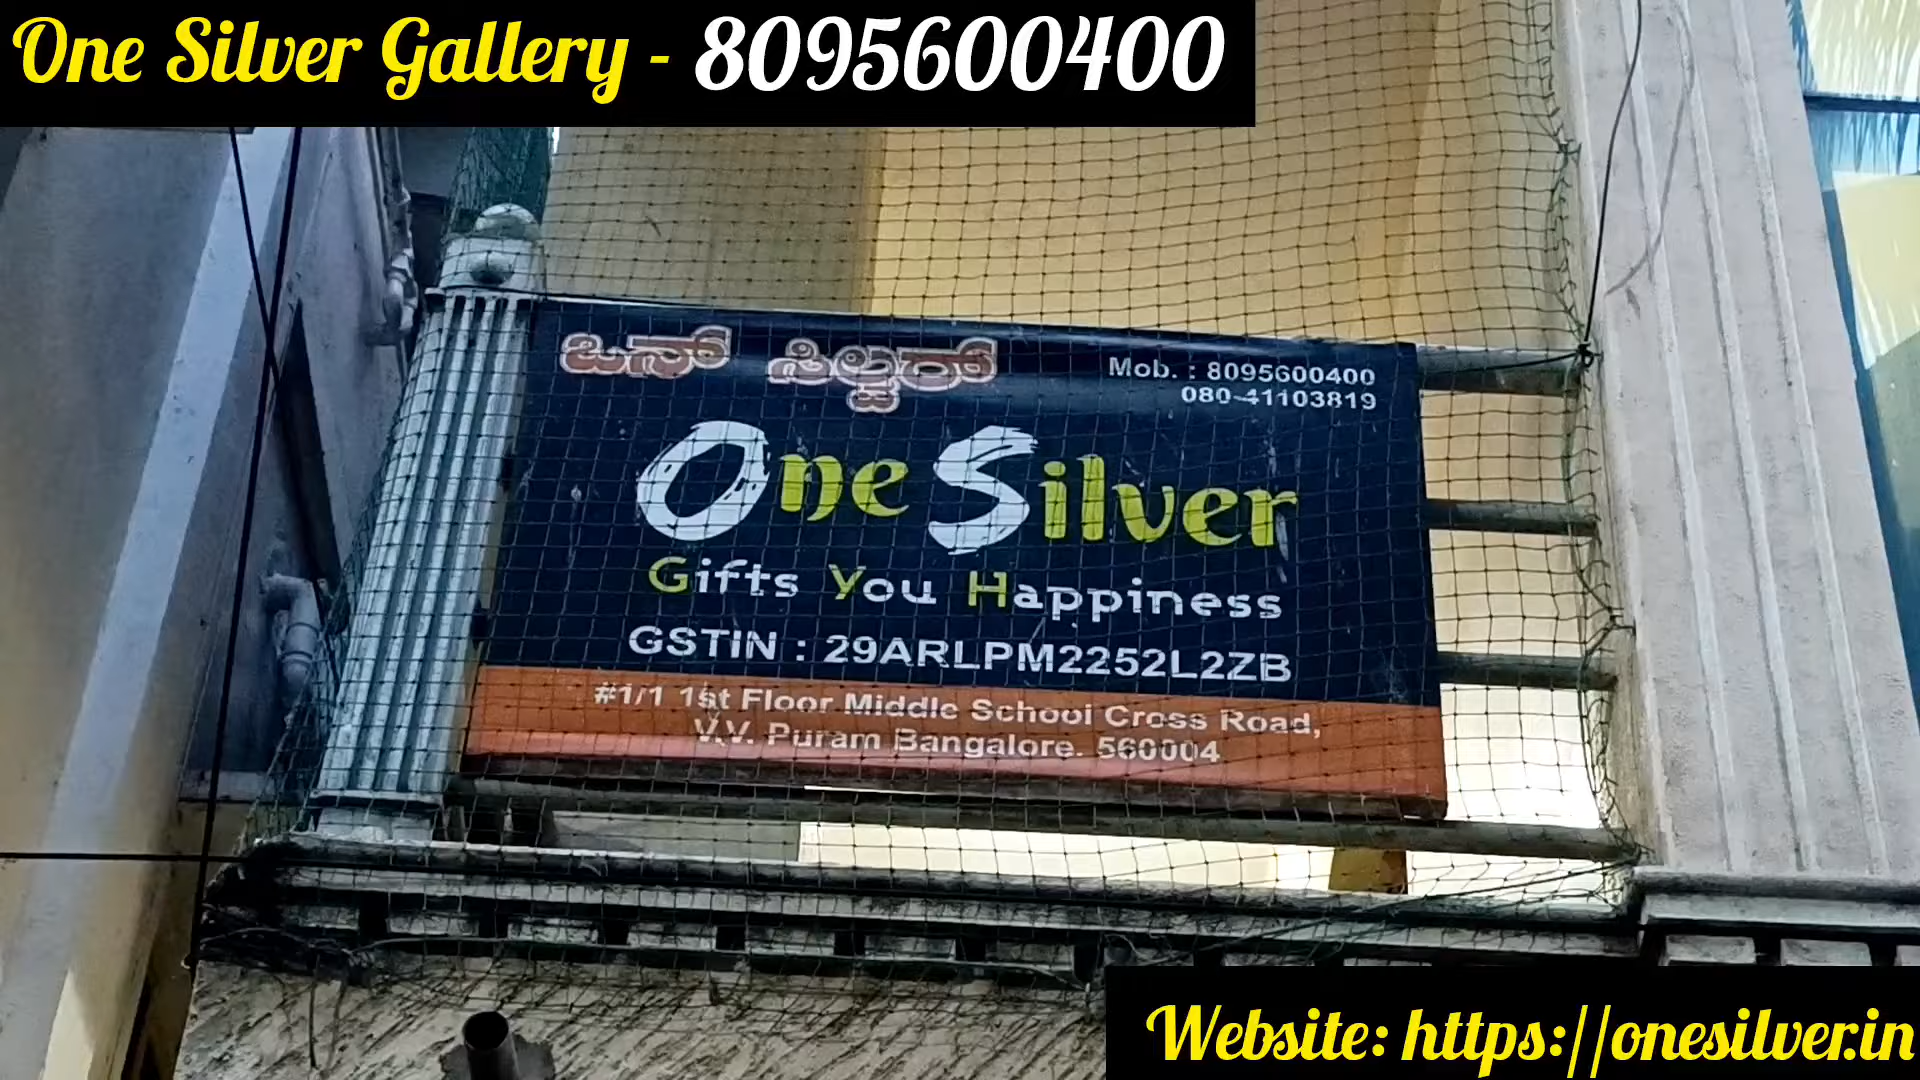 One Silver Gallery - 8095600400
ಒನ್ ಸಿಲ್ವರ್
Mob. : 8095600400
080-41103819
One Silver
Gifts You Happiness
GSTIN : 29ARLPM2252L2ZB
#1/1 1st Floor Middle School Cross Road,
V.V. Puram Bangalore. 560004
Website: https://onesilver.in